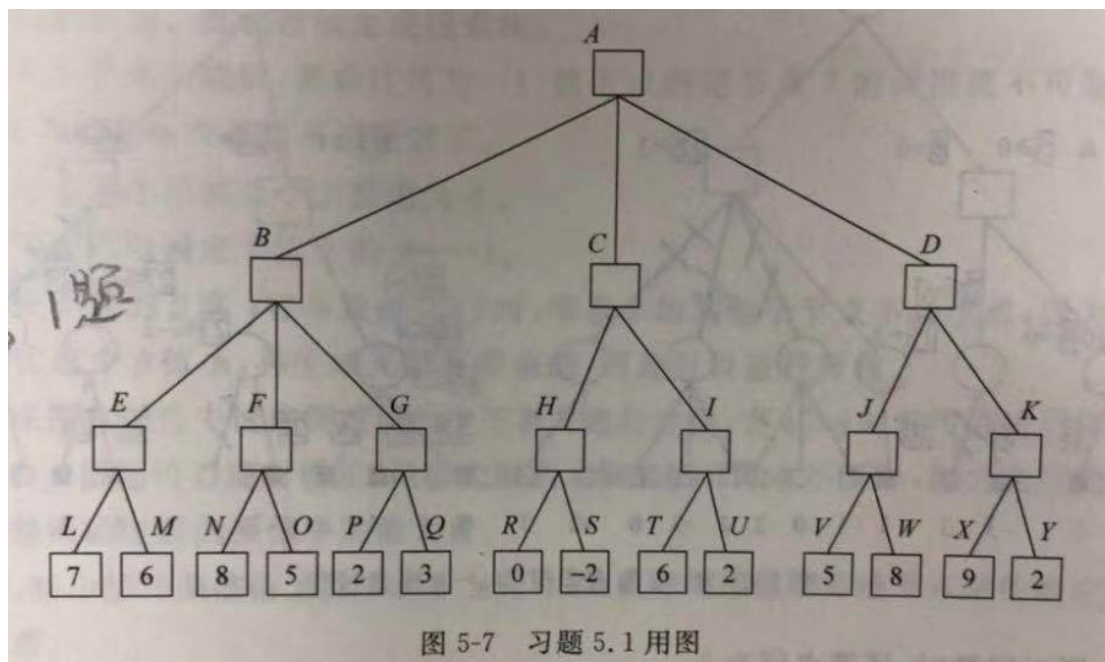 A
B C D
1题
E F G H I J K
L M N O P Q R S T U V W X Y
7 6 8 5 2 3 0 −2 6 2 5 8 9 2
图 5-7 习题 5.1 用图